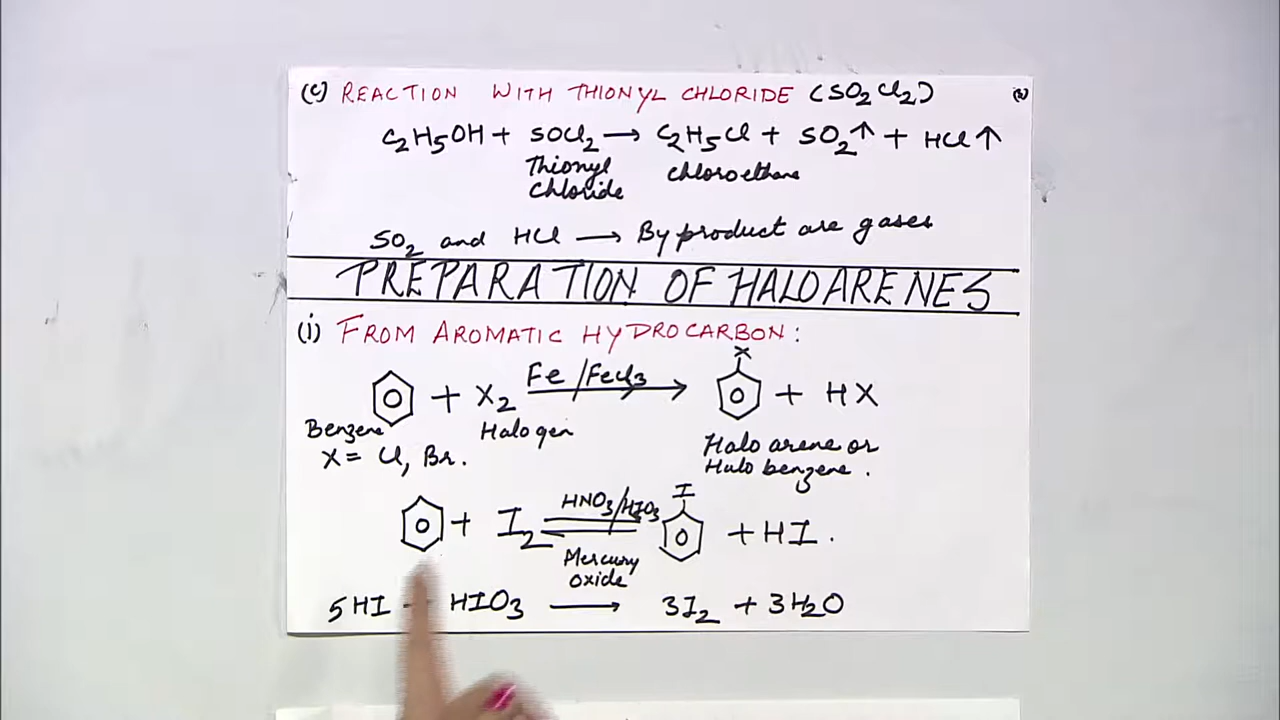 (c) REACTION WITH THIONYL CHLORIDE (SO2Cl2)
C2H5OH + SOCl2 → C2H5Cl + SO2↑ + HCl↑
Thionyl chloride
chloroethane
SO2 and HCl → By product are gases
PREPARATION OF HALOARENES
(i) FROM AROMATIC HYDROCARBON:
X
+ X2 Fe/FeCl3 → + HX
Benzene
Halogen
Halo arene or
Halo benzene.
X = Cl, Br.
I
+ I2 HNO3/HIO3 + HI.
Mercury
oxide
5HI + HIO3 → 3I2 + 3H2O